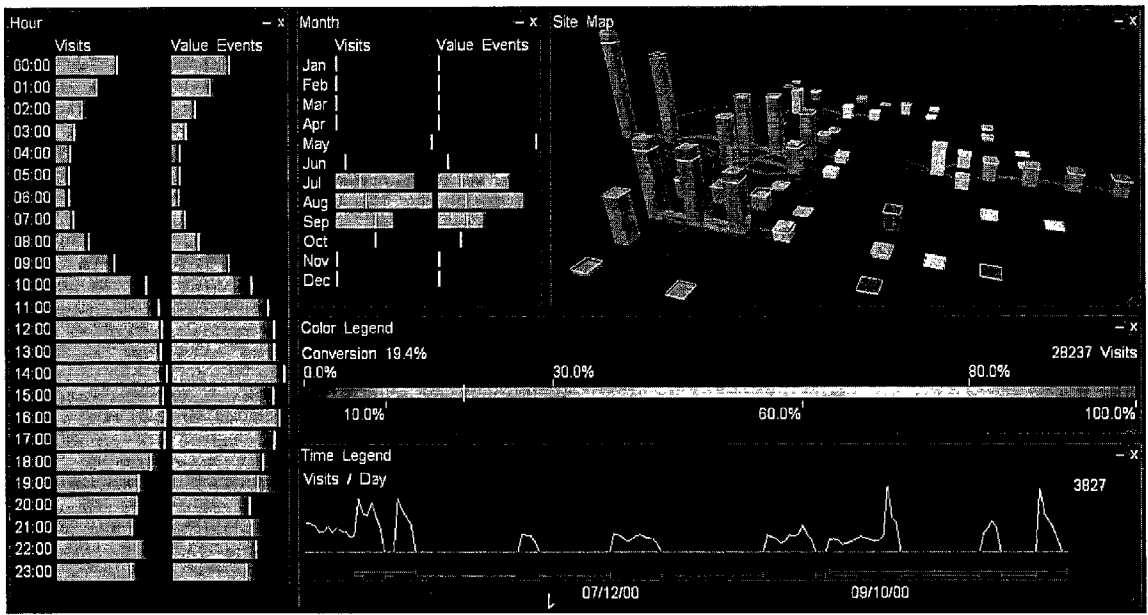 Hour – x
Visits Value Events
00:00
01:00
02:00
03:00
04:00
05:00
06:00
07:00
08:00
09:00
10:00
11:00
12:00
13:00
14:00
15:00
16:00
17:00
18:00
19:00
20:00
21:00
22:00
23:00
Month – x
Visits Value Events
Jan
Feb
Mar
Apr
May
Jun
Jul
Aug
Sep
Oct
Nov
Dec
Site Map – x
Color Legend – x
Conversion 19.4% 28237 Visits
0.0% 30.0% 80.0%
10.0% 60.0% 100.0%
Time Legend – x
Visits / Day 3827
07/12/00 09/10/00